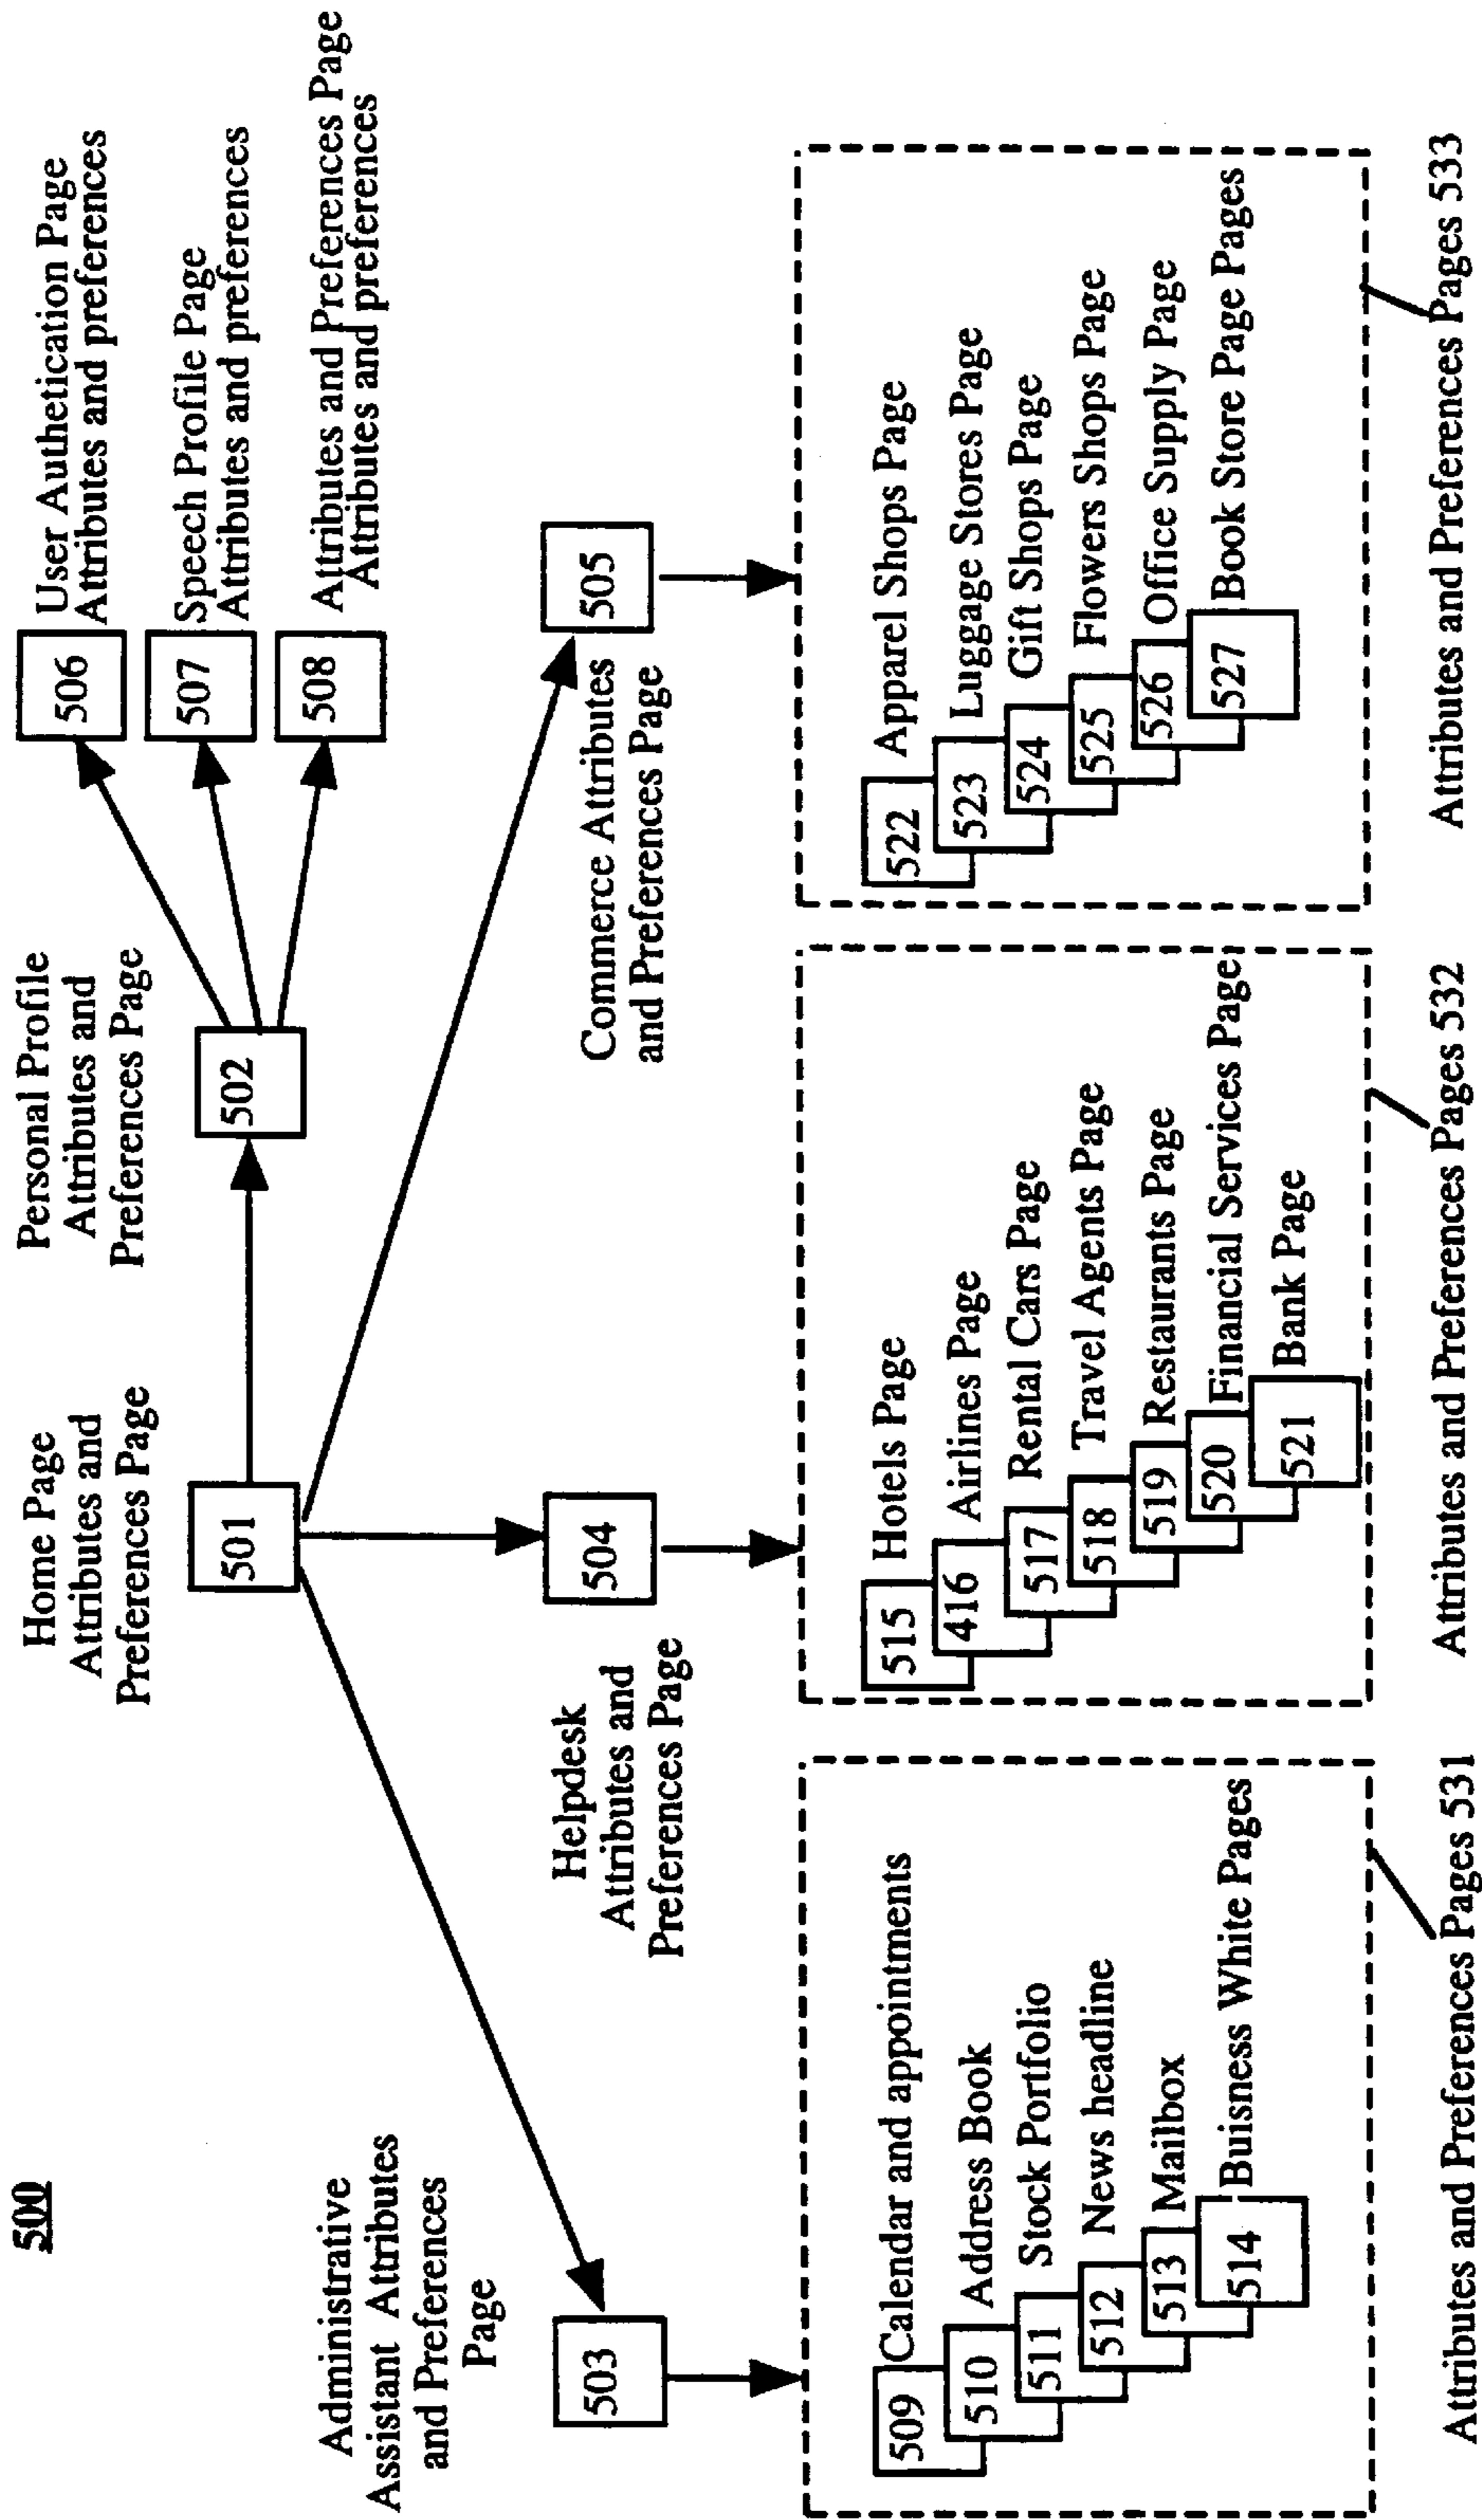 500
Home Page
Attributes and
Preferences Page
501
Personal Profile
Attributes and
Preferences Page
502
506
User Authetication Page
Attributes and preferences
507
Speech Profile Page
Attributes and preferences
508
Attributes and Preferences Page
Attributes and preferences
Administrative
Assistant Attributes
and Preferences
Page
503
Helpdesk
Attributes and
Preferences Page
504
Commerce Attributes
and Preferences Page
505
509 Calendar and appointments
510 Address Book
511 Stock Portfolio
512 News headline
513 Mailbox
514 Buisness White Pages
Attributes and Preferences Pages 531
515 Hotels Page
416 Airlines Page
517 Rental Cars Page
518 Travel Agents Page
519 Restaurants Page
520 Financial Services Page
521 Bank Page
Attributes and Preferences Pages 532
522 Apparel Shops Page
523 Luggage Stores Page
524 Gift Shops Page
525 Flowers Shops Page
526 Office Supply Page
527 Book Store Page Pages
Attributes and Preferences Pages 533